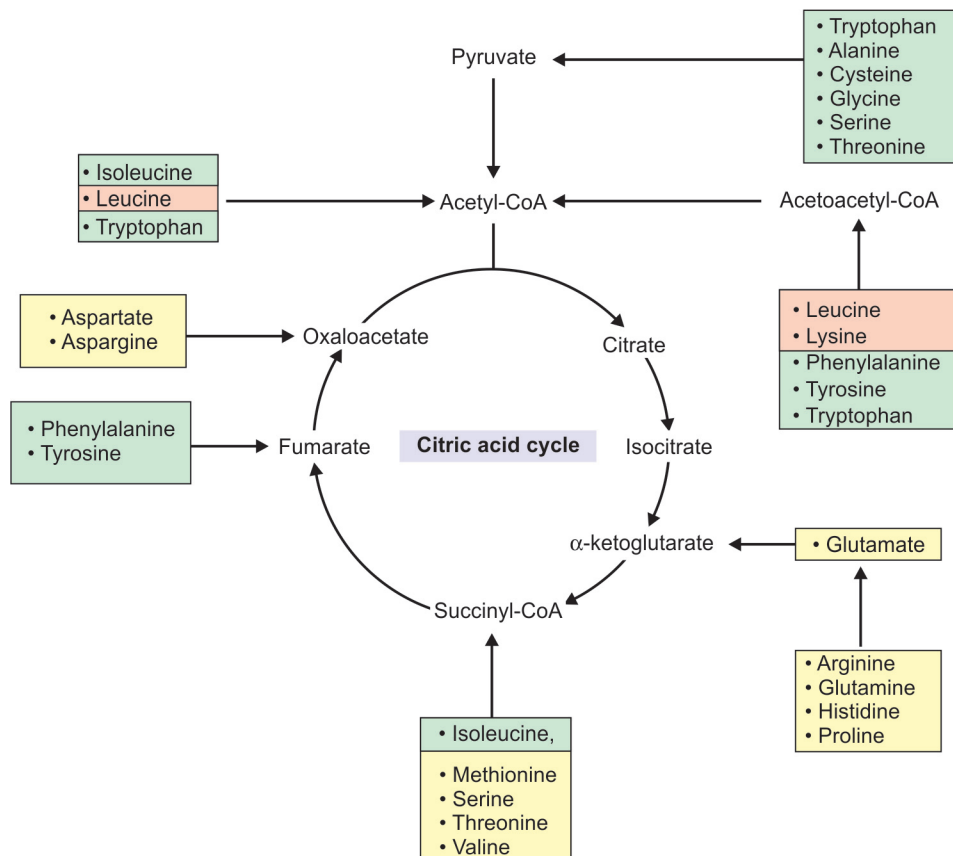 • Tryptophan
• Alanine
• Cysteine
• Glycine
• Serine
• Threonine
Pyruvate
• Isoleucine
• Leucine
• Tryptophan
Acetyl-CoA
Acetoacetyl-CoA
• Leucine
• Lysine
• Phenylalanine
• Tyrosine
• Tryptophan
• Aspartate
• Aspargine
Oxaloacetate
Citrate
• Phenylalanine
• Tyrosine
Fumarate
Citric acid cycle
Isocitrate
α-ketoglutarate
• Glutamate
Succinyl-CoA
• Arginine
• Glutamine
• Histidine
• Proline
• Isoleucine,
• Methionine
• Serine
• Threonine
• Valine